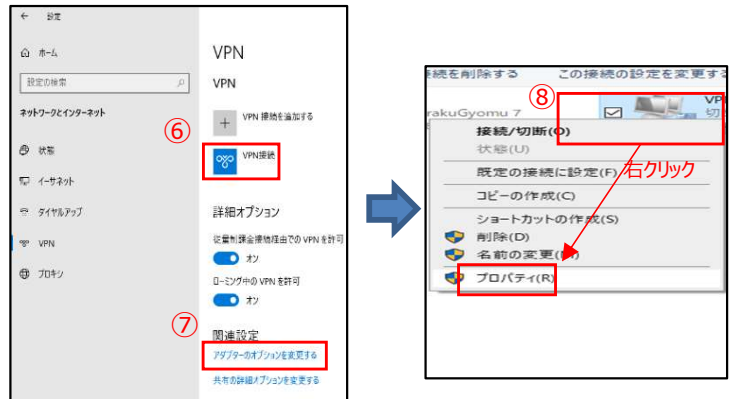 ← 設定
ホーム
設定の検索
ネットワークとインターネット
状態
イーサネット
ダイヤルアップ
VPN
プロキシ
VPN
VPN
⑥
+ VPN 接続を追加する
VPN接続
詳細オプション
従量制課金接続経由での VPN を許可
オン
ローミング中の VPN を許可
オン
⑦
関連設定
アダプターのオプションを変更する
共有の詳細オプションを変更する
続を削除する この接続の設定を変更す
⑧
VP
rakuGyomu 7
切
接続/切断(O)
状態(U)
既定の接続に設定(F)
右クリック
コピーの作成(C)
ショートカットの作成(S)
削除(D)
名前の変更(M)
プロパティ(R)